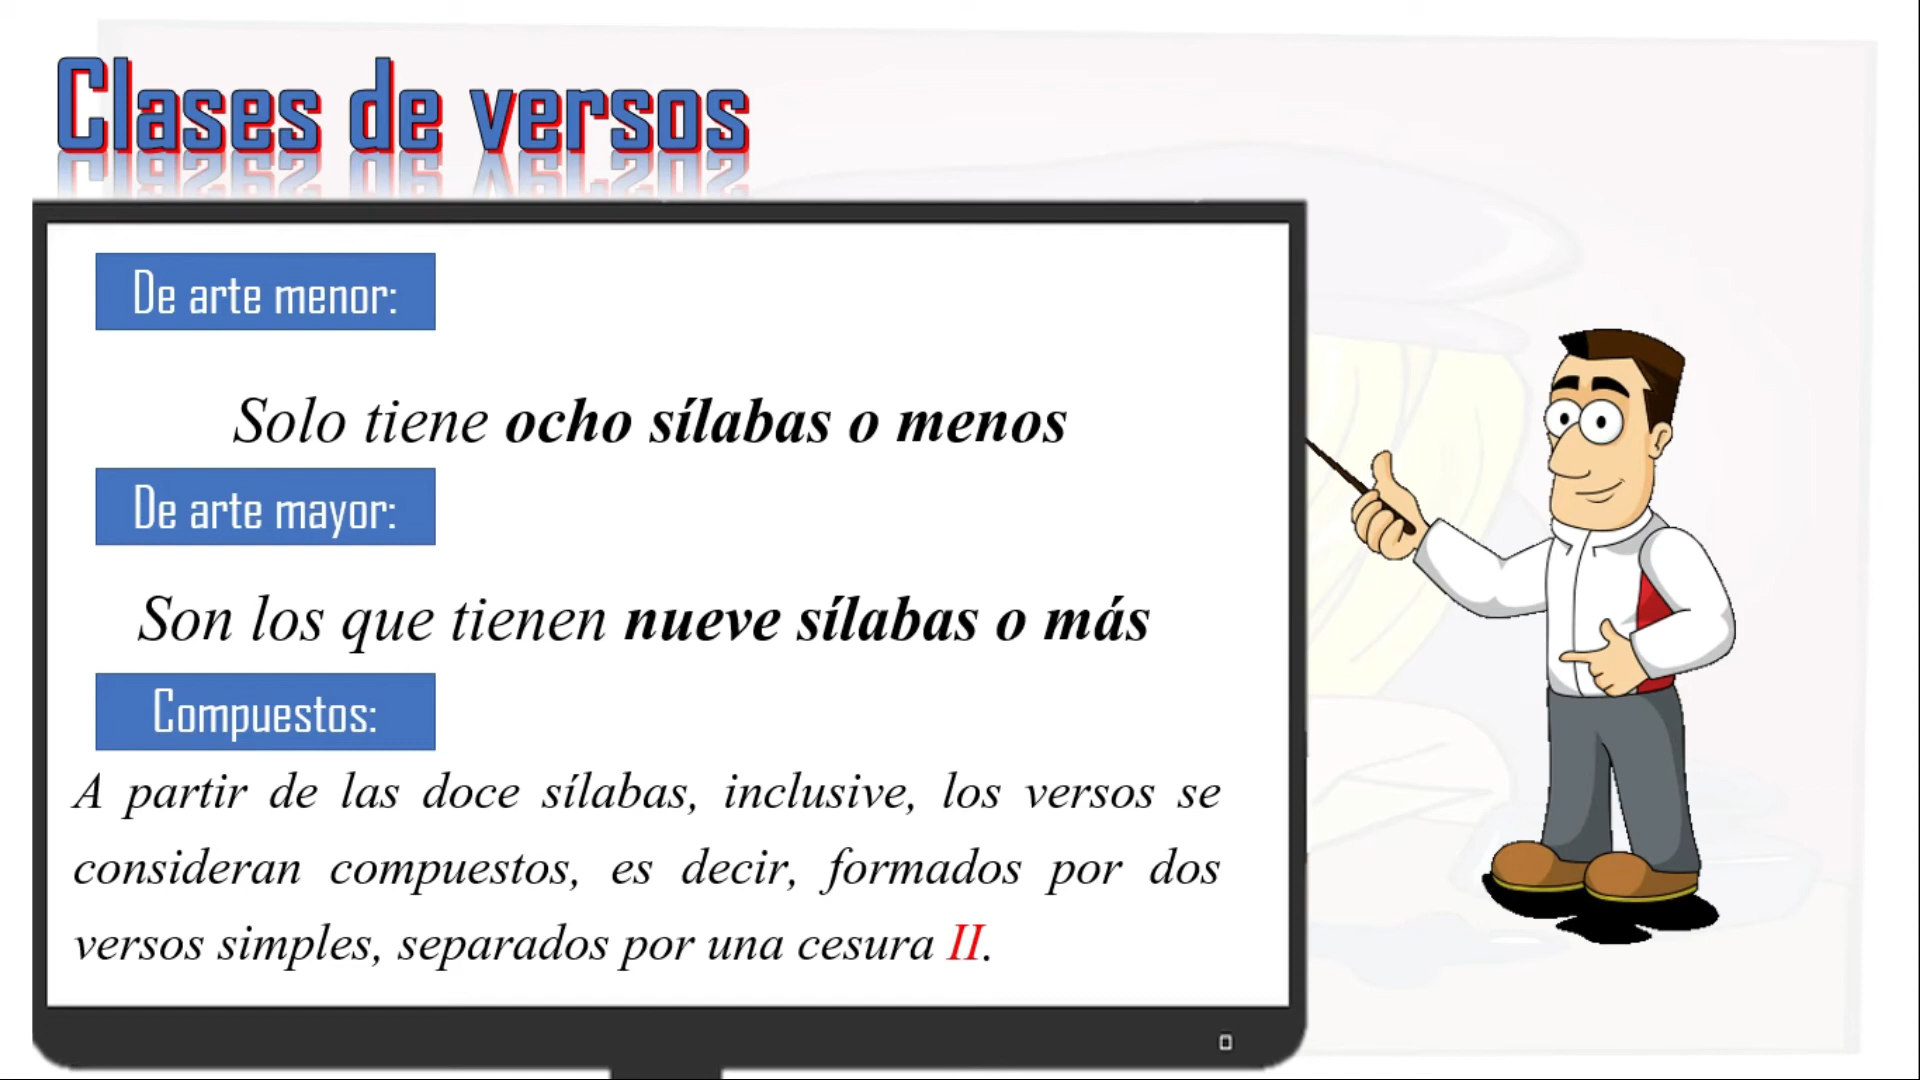 Clases de versos
De arte menor:
Solo tiene ocho sílabas o menos
De arte mayor:
Son los que tienen nueve sílabas o más
Compuestos:
A partir de las doce sílabas, inclusive, los versos se
consideran compuestos, es decir, formados por dos
versos simples, separados por una cesura II.